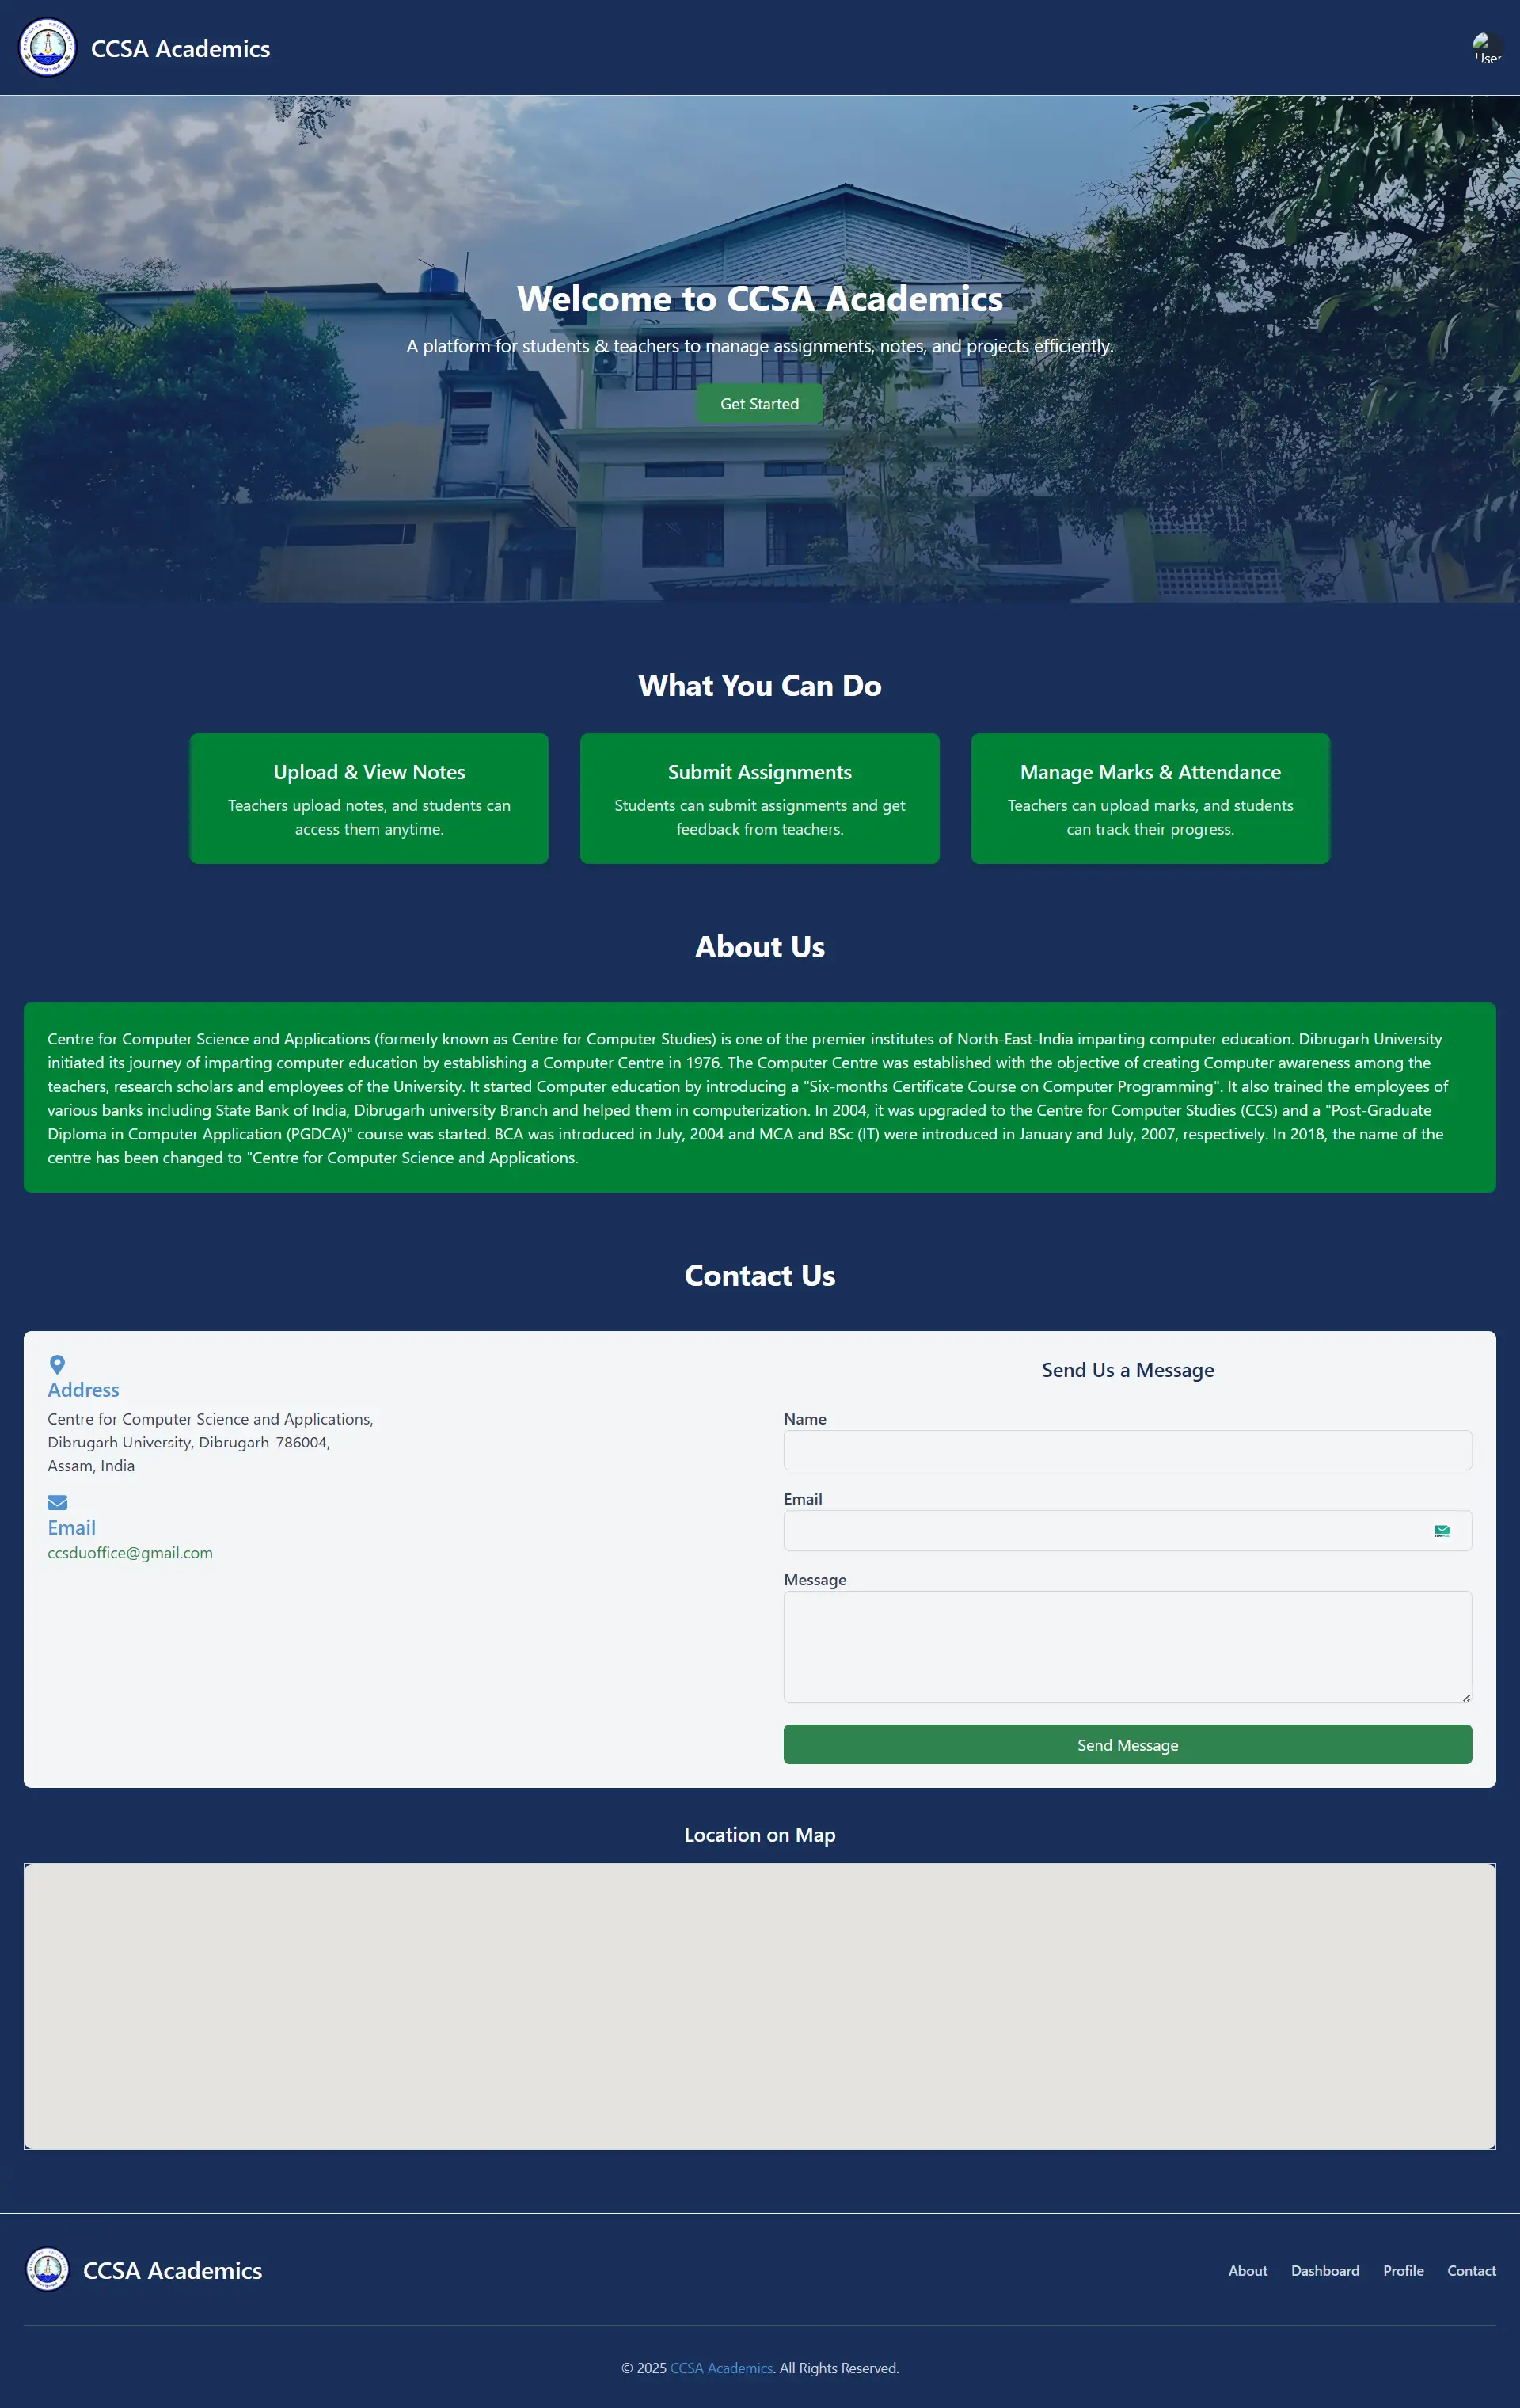 CCSA Academics
User
Welcome to CCSA Academics
A platform for students & teachers to manage assignments, notes, and projects efficiently.
Get Started
What You Can Do
Upload & View Notes
Teachers upload notes, and students can
access them anytime.
Submit Assignments
Students can submit assignments and get
feedback from teachers.
Manage Marks & Attendance
Teachers can upload marks, and students
can track their progress.
About Us
Centre for Computer Science and Applications (formerly known as Centre for Computer Studies) is one of the premier institutes of North-East-India imparting computer education. Dibrugarh University
initiated its journey of imparting computer education by establishing a Computer Centre in 1976. The Computer Centre was established with the objective of creating Computer awareness among the
teachers, research scholars and employees of the University. It started Computer education by introducing a "Six-months Certificate Course on Computer Programming". It also trained the employees of
various banks including State Bank of India, Dibrugarh university Branch and helped them in computerization. In 2004, it was upgraded to the Centre for Computer Studies (CCS) and a "Post-Graduate
Diploma in Computer Application (PGDCA)" course was started. BCA was introduced in July, 2004 and MCA and BSc (IT) were introduced in January and July, 2007, respectively. In 2018, the name of the
centre has been changed to "Centre for Computer Science and Applications.
Contact Us
Address
Centre for Computer Science and Applications,
Dibrugarh University, Dibrugarh-786004,
Assam, India
Email
ccsduoffice@gmail.com
Send Us a Message
Name
Email
Message
Send Message
Location on Map
CCSA Academics
About
Dashboard
Profile
Contact
© 2025 CCSA Academics. All Rights Reserved.